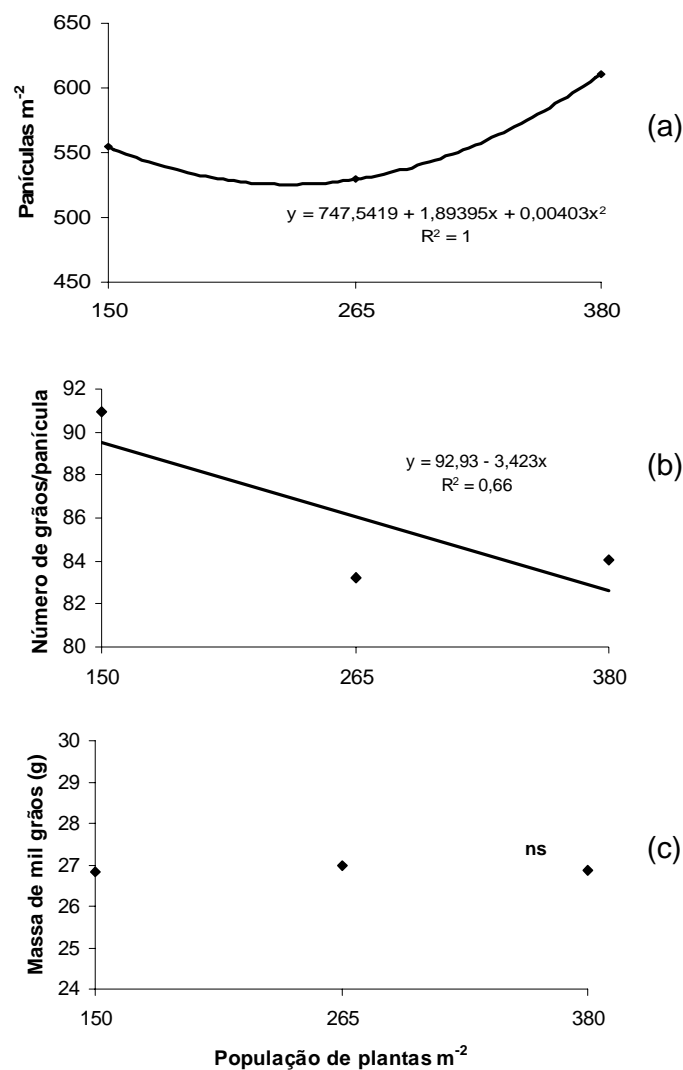 650
600
550
500
450
Panículas m⁻²
(a)
y = 747,5419 + 1,89395x + 0,00403x²
R² = 1
150 265 380
92
90
88
86
84
82
80
Número de grãos/panícula
(b)
y = 92,93 - 3,423x
R² = 0,66
150 265 380
30
29
28
27
26
25
24
Massa de mil grãos (g)
ns
(c)
150 265 380
População de plantas m⁻²